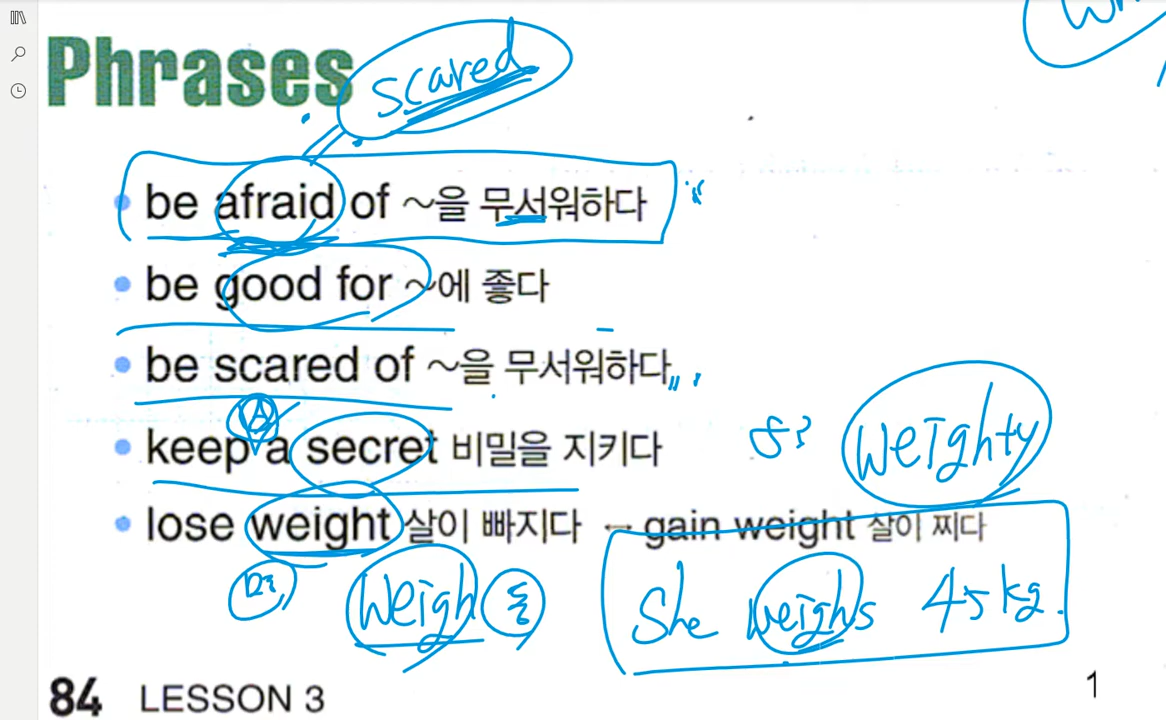 Phrases
scared
be afraid of ~을 무서워하다
be good for ~에 좋다
be scared of ~을 무서워하다
keep a secret 비밀을 지키다
weighty
lose weight 살이 빠지다 ↔ gain weight 살이 찌다
weigh 동
She weighs 45kg.
84 LESSON 3
1